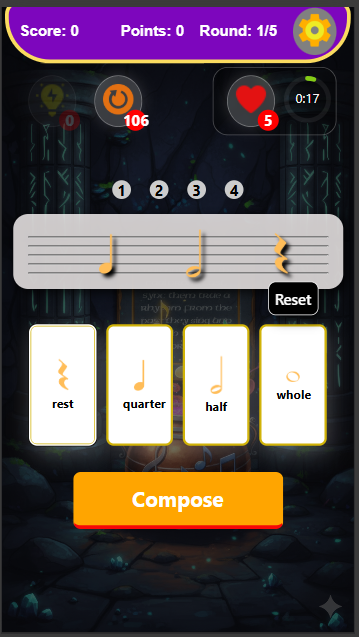 Score: 0 Points: 0 Round: 1/5
0 106 5 0:17
1 2 3 4
Reset
rest quarter half whole
Compose